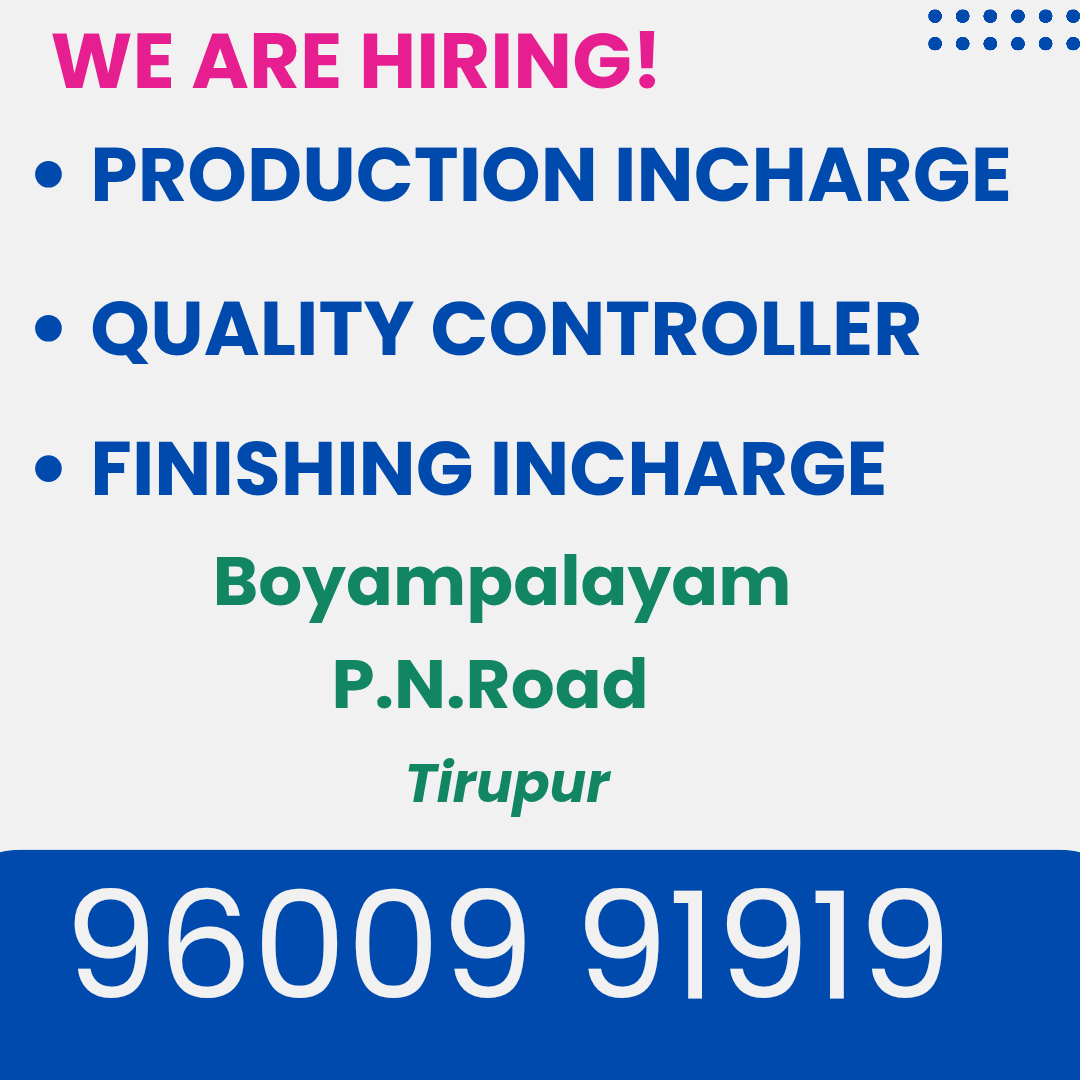 WE ARE HIRING!
• PRODUCTION INCHARGE
• QUALITY CONTROLLER
• FINISHING INCHARGE
Boyampalayam
P.N.Road
Tirupur
96009 91919